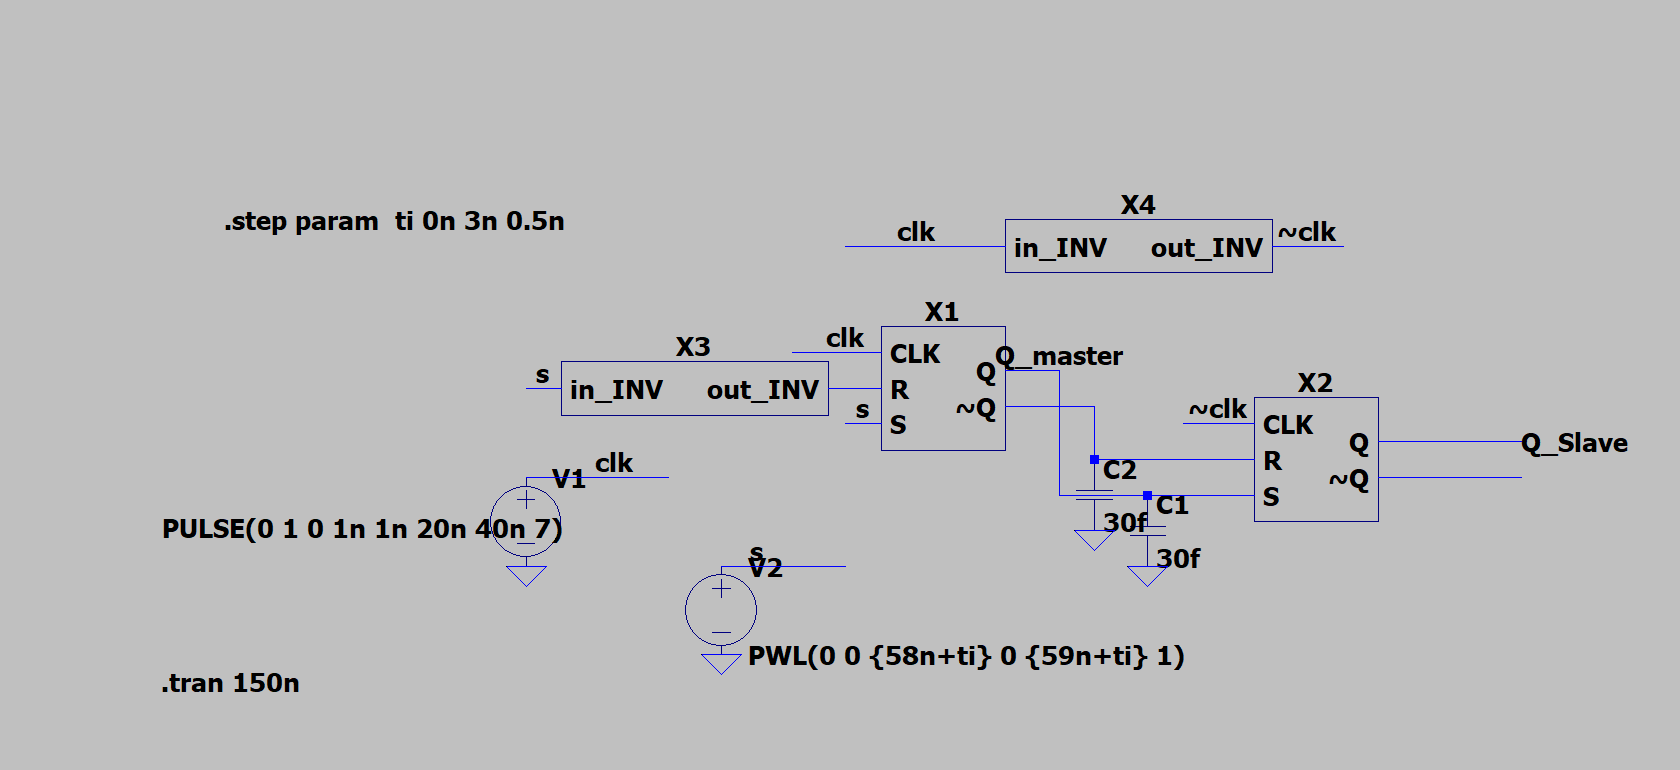 X4
.step param  ti 0n 3n 0.5n
clk
~clk
in_INV
out_INV
X1
X3
clk
CLK
Q_master
s
in_INV
out_INV
R
Q
~Q
s
S
X2
~clk
CLK
Q
Q_Slave
R
~Q
S
clk
V1
C2
C1
PULSE(0 1 0 1n 1n 20n 40n 7)
30f
30f
s
V2
PWL(0 0 {58n+ti} 0 {59n+ti} 1)
.tran 150n